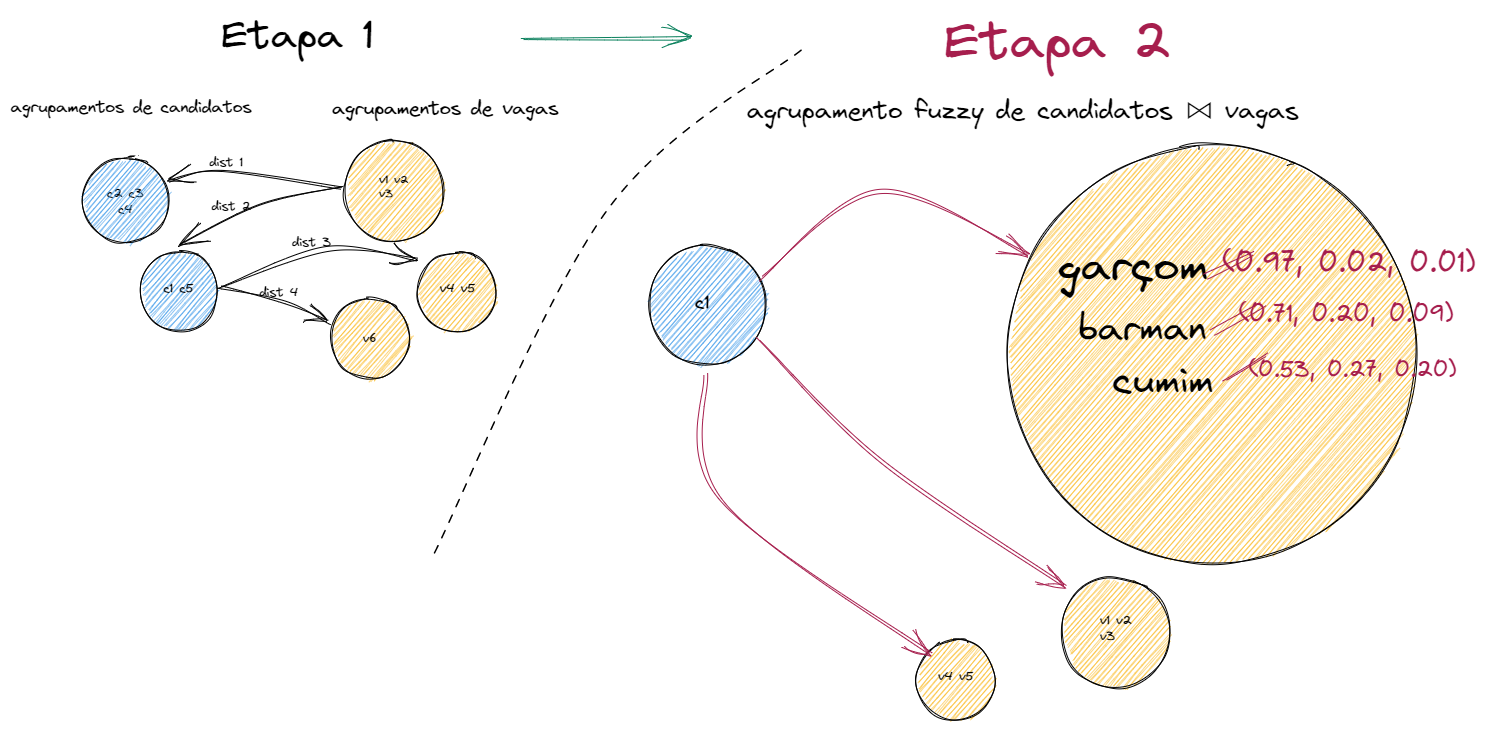 Etapa 1
Etapa 2
agrupamentos de candidatos
agrupamentos de vagas
dist 1
c2 c3
c4
v1 v2
v3
dist 2
dist 3
c1 c5
dist 4
v4 v5
v6
agrupamento fuzzy de candidatos ⋈ vagas
c1
garçom (0.97, 0.02, 0.01)
barman (0.71, 0.20, 0.09)
cumim (0.53, 0.27, 0.20)
v1 v2
v3
v4 v5